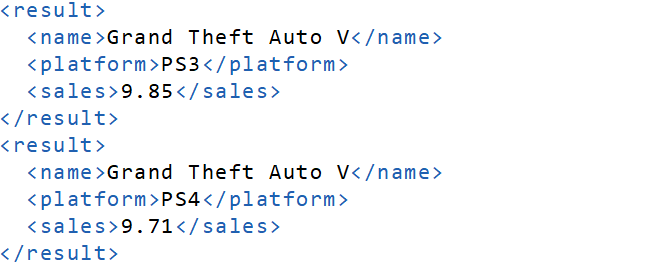 <result>
  <name>Grand Theft Auto V</name>
  <platform>PS3</platform>
  <sales>9.85</sales>
</result>
<result>
  <name>Grand Theft Auto V</name>
  <platform>PS4</platform>
  <sales>9.71</sales>
</result>